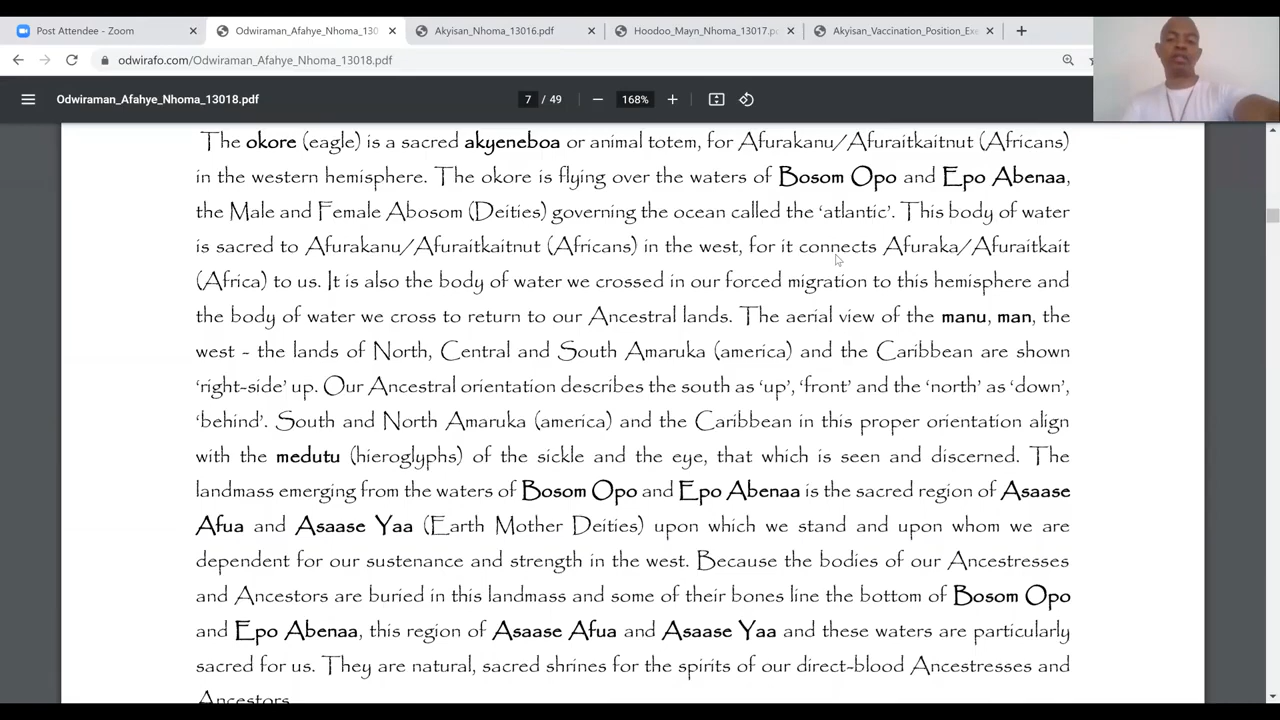 Post Attendee - Zoom
Odwiraman_Afahye_Nhoma_130
Akyisan_Nhoma_13016.pdf
Hoodoo_Mayn_Nhoma_13017.p
Akyisan_Vaccination_Position_Exe
odwirafo.com/Odwiraman_Afahye_Nhoma_13018.pdf
Odwiraman_Afahye_Nhoma_13018.pdf
7 / 49
168%
The okore (eagle) is a sacred akyeneboa or animal totem, for Afurakanu/Afuraitkaitnut (Africans)
in the western hemisphere. The okore is flying over the waters of Bosom Opo and Epo Abenaa,
the Male and Female Abosom (Deities) governing the ocean called the ‘atlantic’. This body of water
is sacred to Afurakanu/Afuraitkaitnut (Africans) in the west, for it connects Afuraka/Afuraitkait
(Africa) to us. It is also the body of water we crossed in our forced migration to this hemisphere and
the body of water we cross to return to our Ancestral lands. The aerial view of the manu, man, the
west - the lands of North, Central and South Amaruka (america) and the Caribbean are shown
‘right-side’ up. Our Ancestral orientation describes the south as ‘up’, ‘front’ and the ‘north’ as ‘down’,
‘behind’. South and North Amaruka (america) and the Caribbean in this proper orientation align
with the medutu (hieroglyphs) of the sickle and the eye, that which is seen and discerned. The
landmass emerging from the waters of Bosom Opo and Epo Abenaa is the sacred region of Asaase
Afua and Asaase Yaa (Earth Mother Deities) upon which we stand and upon whom we are
dependent for our sustenance and strength in the west. Because the bodies of our Ancestresses
and Ancestors are buried in this landmass and some of their bones line the bottom of Bosom Opo
and Epo Abenaa, this region of Asaase Afua and Asaase Yaa and these waters are particularly
sacred for us. They are natural, sacred shrines for the spirits of our direct-blood Ancestresses and
Ancestors.